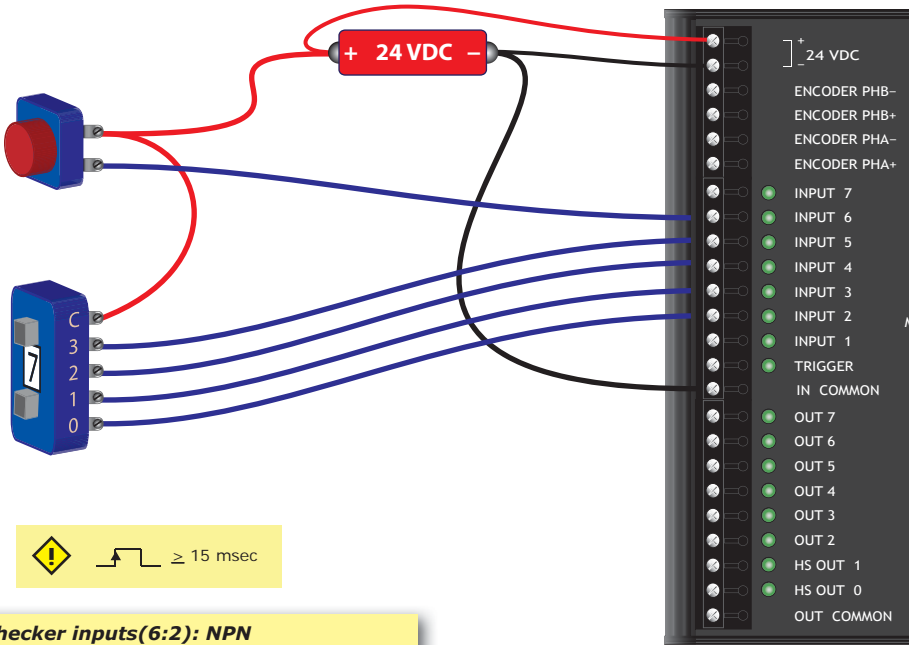 + 24 VDC –
C
3
2
1
0
7
! ≥ 15 msec
hecker inputs(6:2): NPN
+
24 VDC
–
ENCODER PHB–
ENCODER PHB+
ENCODER PHA–
ENCODER PHA+
INPUT 7
INPUT 6
INPUT 5
INPUT 4
INPUT 3
INPUT 2
INPUT 1
TRIGGER
IN COMMON
OUT 7
OUT 6
OUT 5
OUT 4
OUT 3
OUT 2
HS OUT 1
HS OUT 0
OUT COMMON